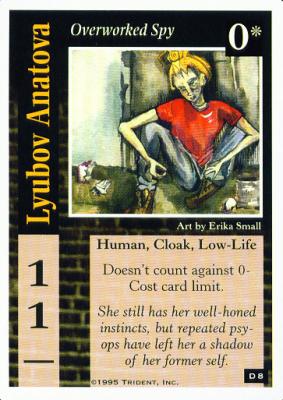 Overworked Spy
0*
Lyubov Anatova
Art by Erika Small
Human, Cloak, Low-Life
1
1
—
Doesn't count against 0-
Cost card limit.
She still has her well-honed
instincts, but repeated psy-
ops have left her a shadow
of her former self.
D 8
©1995 TRIDENT, INC.